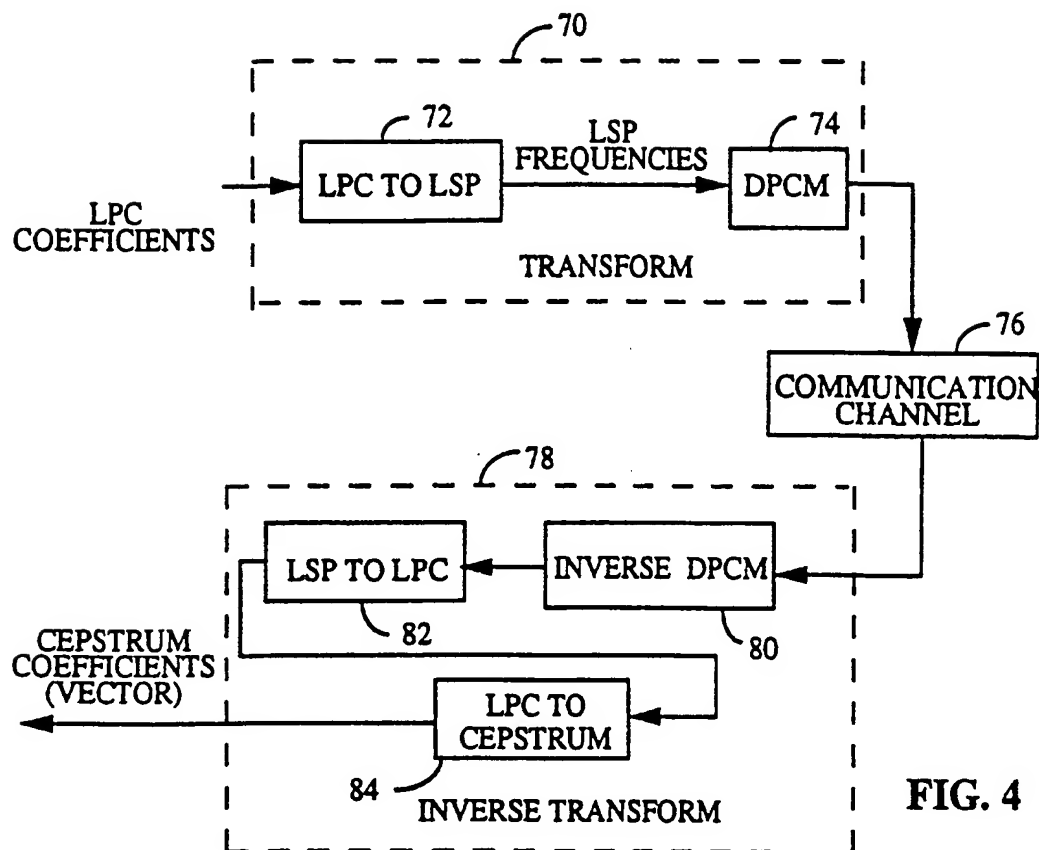 70
72
LPC TO LSP
LSP
FREQUENCIES
74
DPCM
LPC
COEFFICIENTS
TRANSFORM
76
COMMUNICATION
CHANNEL
78
LSP TO LPC
82
INVERSE DPCM
80
CEPSTRUM
COEFFICIENTS
(VECTOR)
LPC TO
CEPSTRUM
84
INVERSE TRANSFORM
FIG. 4